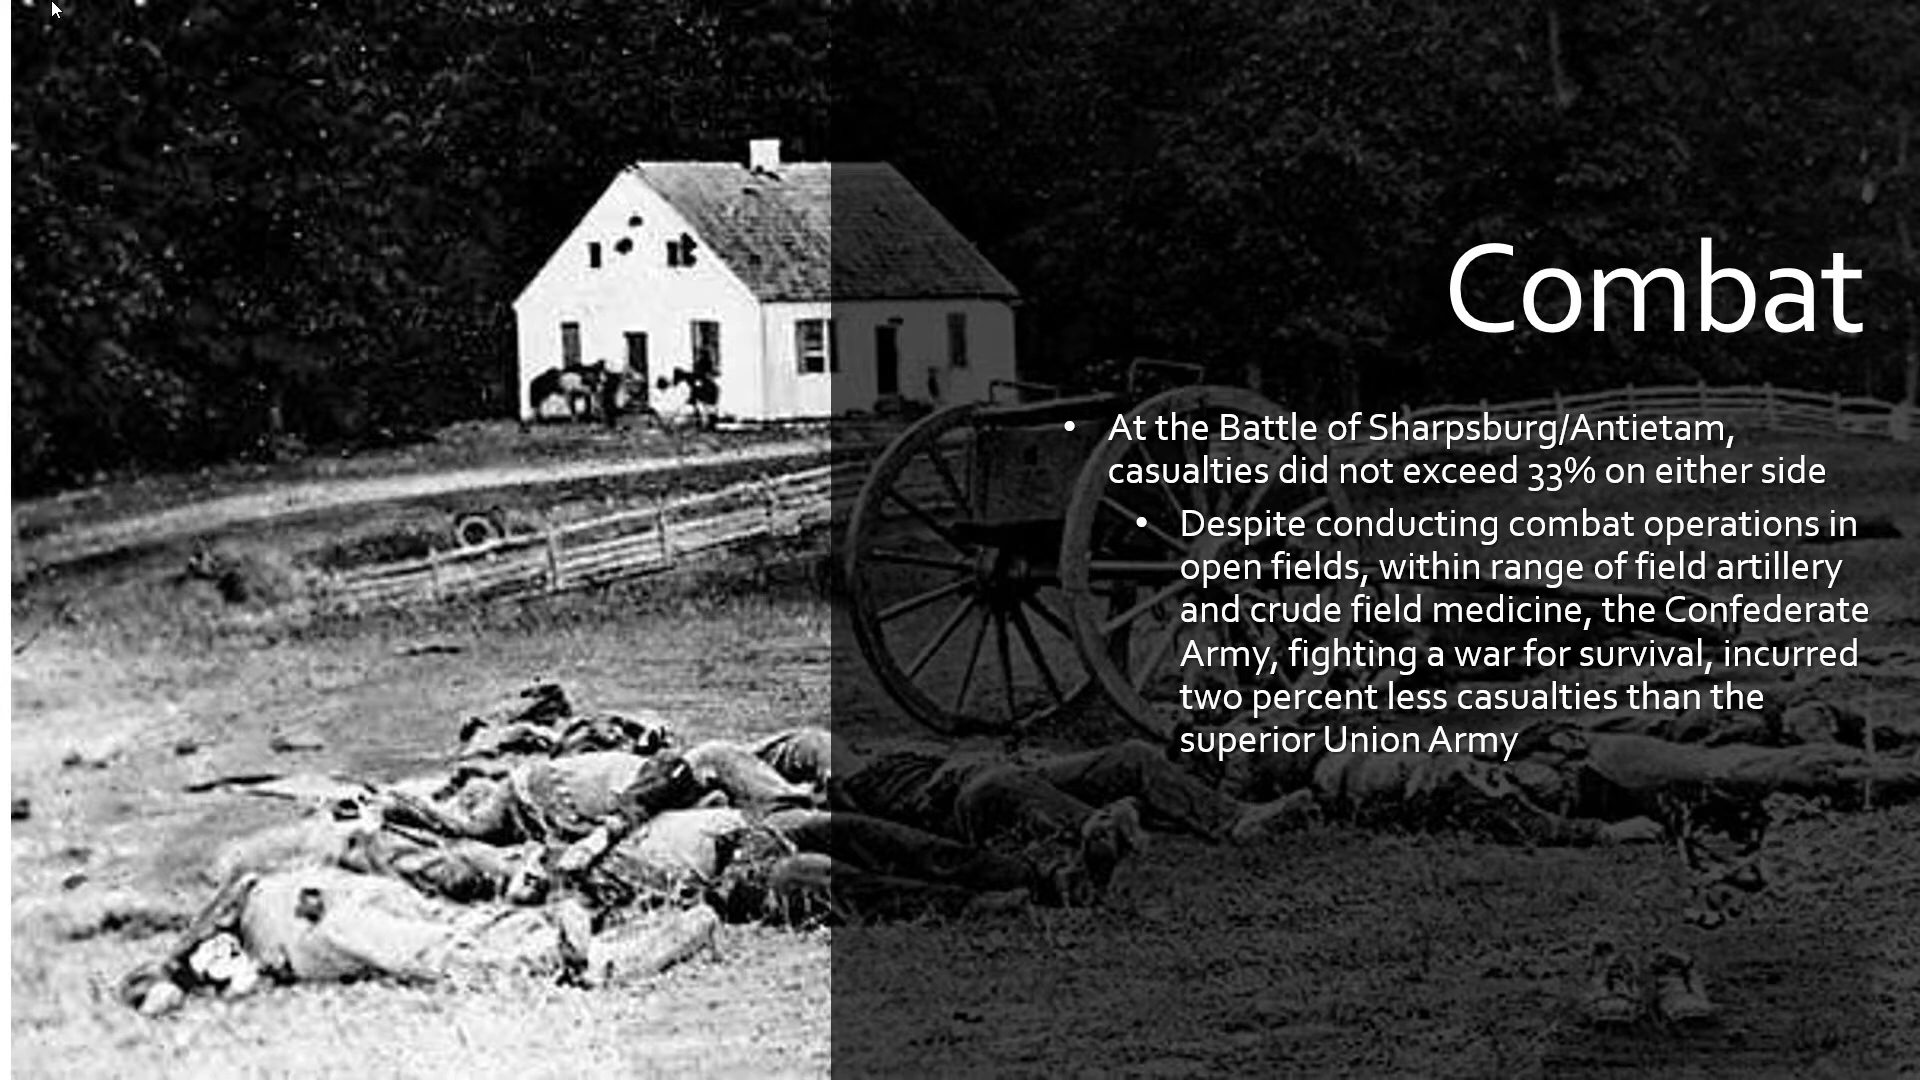 Combat
• At the Battle of Sharpsburg/Antietam,
casualties did not exceed 33% on either side
• Despite conducting combat operations in
open fields, within range of field artillery
and crude field medicine, the Confederate
Army, fighting a war for survival, incurred
two percent less casualties than the
superior Union Army